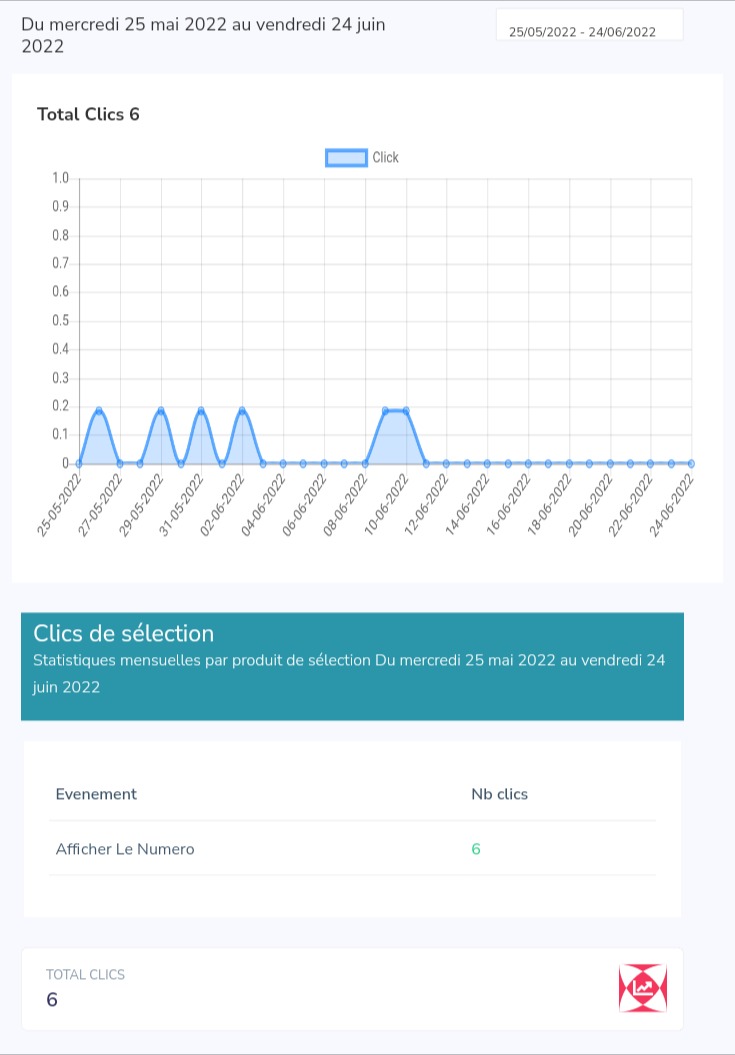 Du mercredi 25 mai 2022 au vendredi 24 juin
2022
25/05/2022 - 24/06/2022
Total Clics 6
Click
1.0
0.9
0.8
0.7
0.6
0.5
0.4
0.3
0.2
0.1
0
25-05-2022
27-05-2022
29-05-2022
31-05-2022
02-06-2022
04-06-2022
06-06-2022
08-06-2022
10-06-2022
12-06-2022
14-06-2022
16-06-2022
18-06-2022
20-06-2022
22-06-2022
24-06-2022
Clics de sélection
Statistiques mensuelles par produit de sélection Du mercredi 25 mai 2022 au vendredi 24
juin 2022
Evenement Nb clics
Afficher Le Numero 6
TOTAL CLICS
6